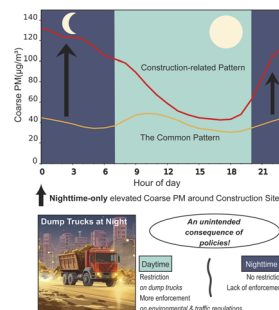 140
120
100
80
60
40
20
0
Coarse PM(μg/m³)
Construction-related Pattern
The Common Pattern
0 3 6 9 12 15 18 21
Hour of day
Nighttime-only elevated Coarse PM around Construction Site
Dump Trucks at Night
An unintended
consequence of
policies!
Daytime
Restriction
on dump trucks
More enforcement
on environmental & traffic regulations
Nighttime
No restricti
Lack of enforcemen